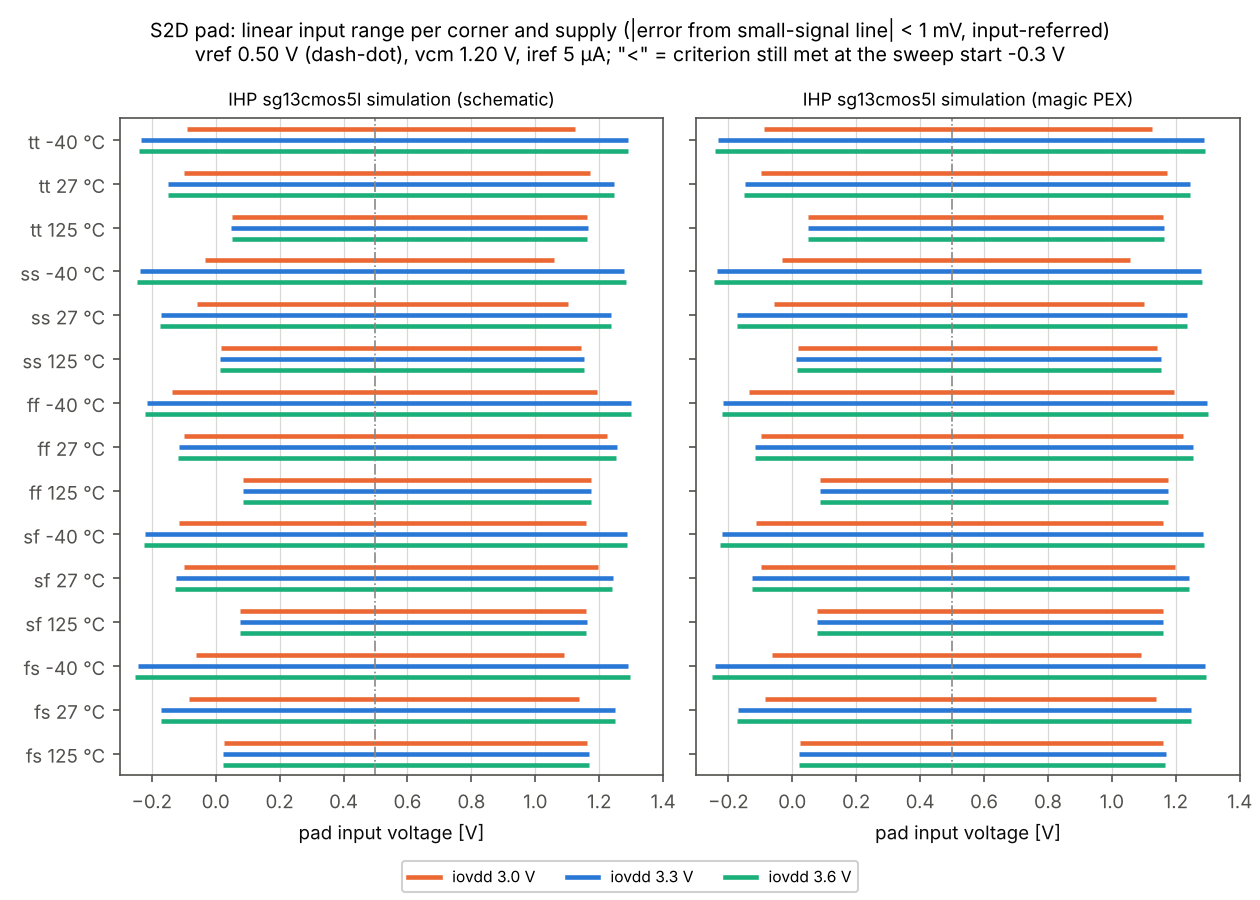 S2D pad: linear input range per corner and supply (|error from small-signal line| < 1 mV, input-referred)
vref 0.50 V (dash-dot), vcm 1.20 V, iref 5 µA; "<" = criterion still met at the sweep start -0.3 V
IHP sg13cmos5l simulation (schematic)
IHP sg13cmos5l simulation (magic PEX)
tt -40 °C
tt 27 °C
tt 125 °C
ss -40 °C
ss 27 °C
ss 125 °C
ff -40 °C
ff 27 °C
ff 125 °C
sf -40 °C
sf 27 °C
sf 125 °C
fs -40 °C
fs 27 °C
fs 125 °C
−0.2 0.0 0.2 0.4 0.6 0.8 1.0 1.2 1.4
−0.2 0.0 0.2 0.4 0.6 0.8 1.0 1.2 1.4
pad input voltage [V]
pad input voltage [V]
iovdd 3.0 V iovdd 3.3 V iovdd 3.6 V